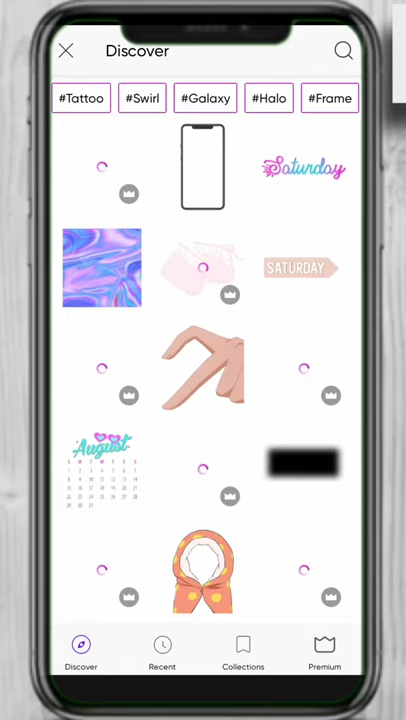 Discover
#Tattoo #Swirl #Galaxy #Halo #Frame
Saturday
SATURDAY
August
Discover Recent Collections Premium